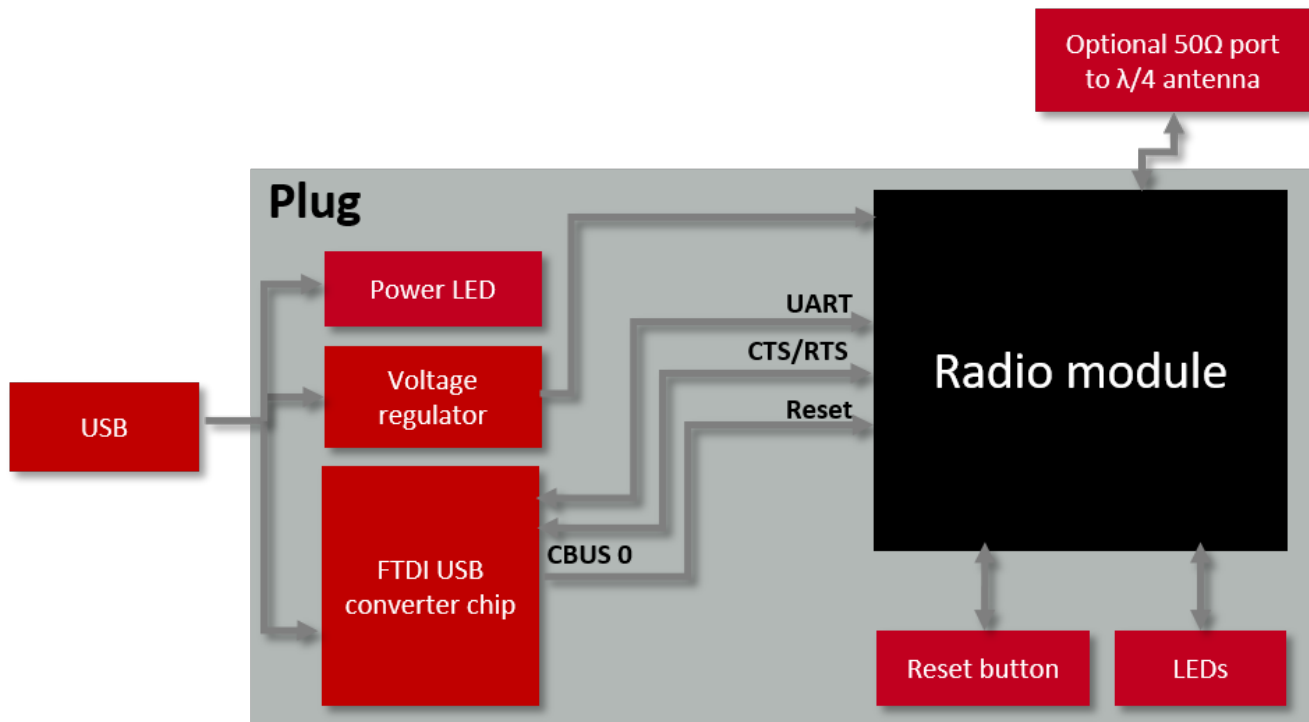 Optional 50Ω port
to λ/4 antenna
Plug
Power LED
UART
CTS/RTS
Voltage
regulator
Radio module
USB
Reset
CBUS 0
FTDI USB
converter chip
Reset button
LEDs